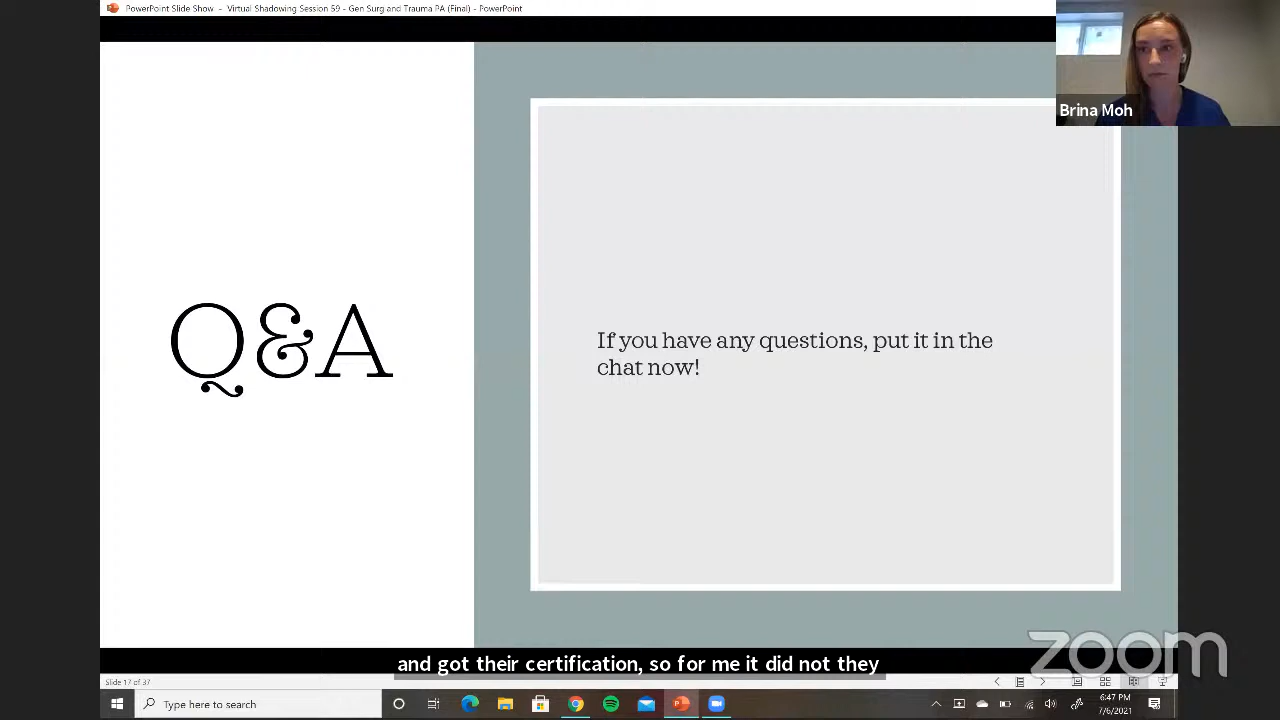 PowerPoint Slide Show - Virtual Shadowing Session 59 - Gen Surg and Trauma PA (Final) - PowerPoint
Brina Moh
Q&A
If you have any questions, put it in the
chat now!
zoom
and got their certification, so for me it did not they
Slide 17 of 37
Type here to search
6:47 PM
7/6/2021